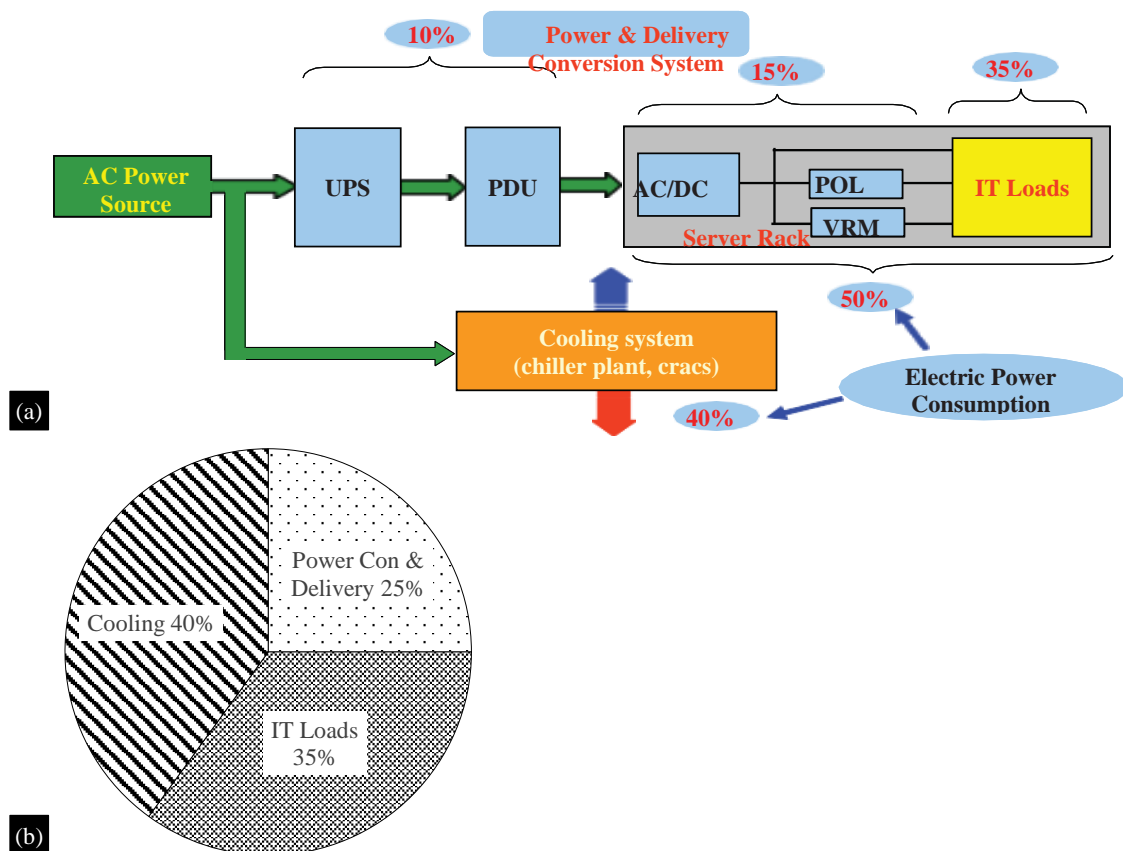 10%
Power & Delivery
Conversion System
15%
35%
AC Power
Source
UPS
PDU
AC/DC
POL
VRM
IT Loads
Server Rack
50%
Cooling system
(chiller plant, cracs)
Electric Power
Consumption
40%
(a)
Power Con &
Delivery 25%
Cooling 40%
IT Loads
35%
(b)